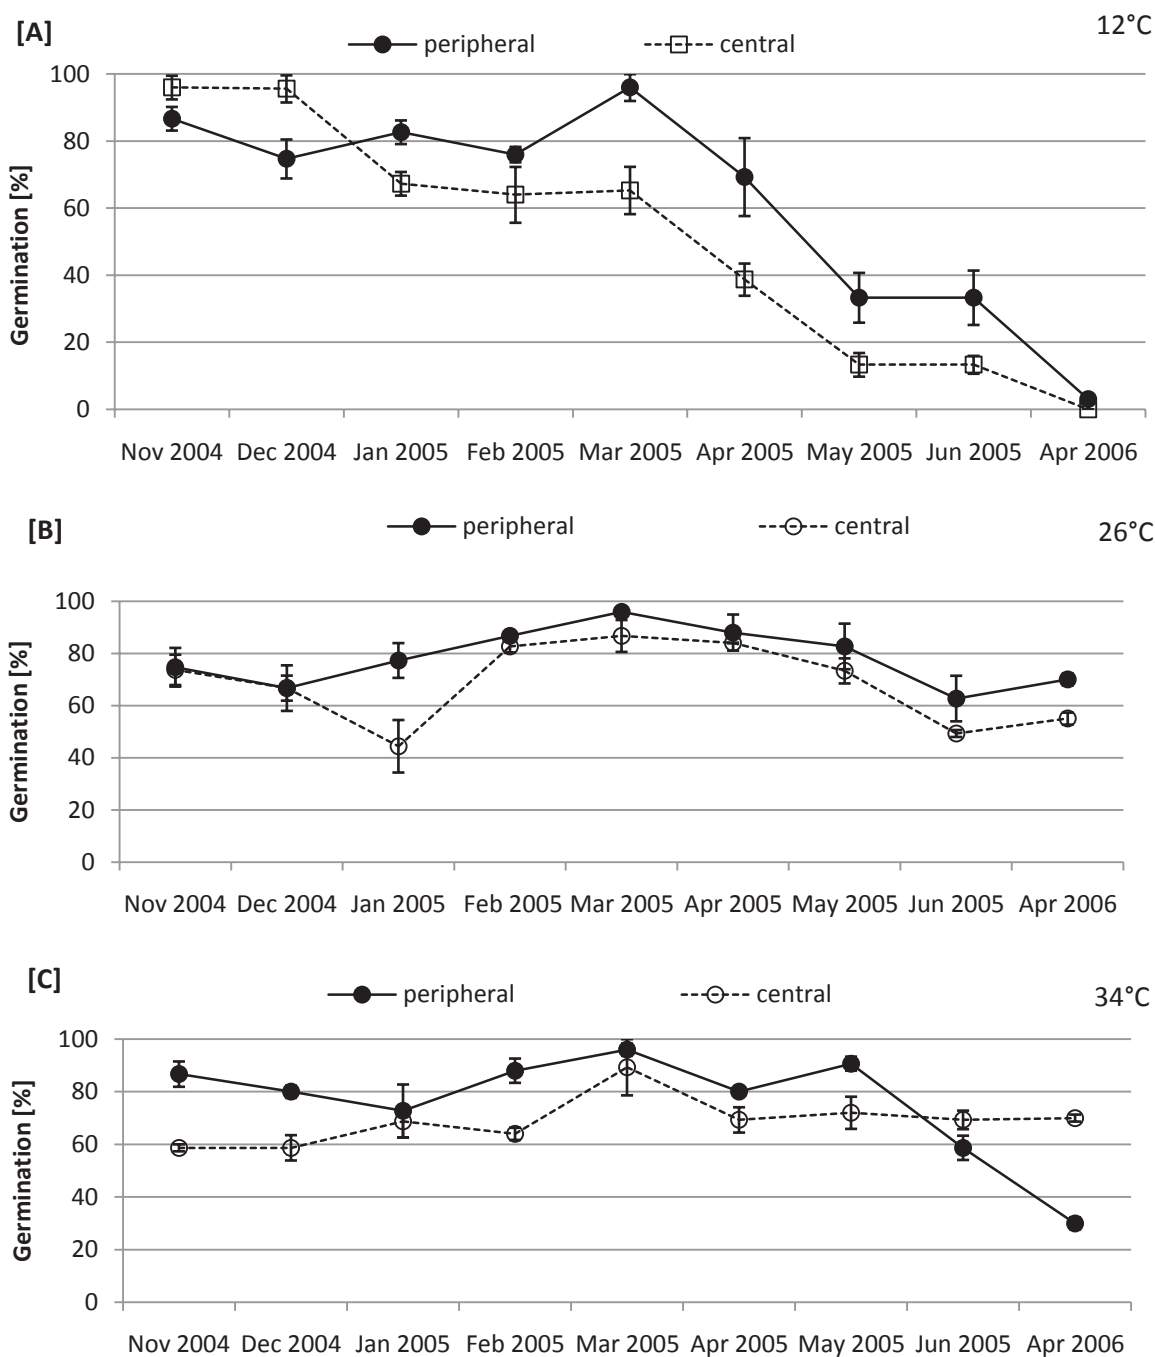 [A]
peripheral central
12°C
100
80
60
40
20
0
Germination [%]
Nov 2004 Dec 2004 Jan 2005 Feb 2005 Mar 2005 Apr 2005 May 2005 Jun 2005 Apr 2006
[B]
peripheral central
26°C
100
80
60
40
20
0
Germination [%]
Nov 2004 Dec 2004 Jan 2005 Feb 2005 Mar 2005 Apr 2005 May 2005 Jun 2005 Apr 2006
[C]
peripheral central
34°C
100
80
60
40
20
0
Germination [%]
Nov 2004 Dec 2004 Jan 2005 Feb 2005 Mar 2005 Apr 2005 May 2005 Jun 2005 Apr 2006